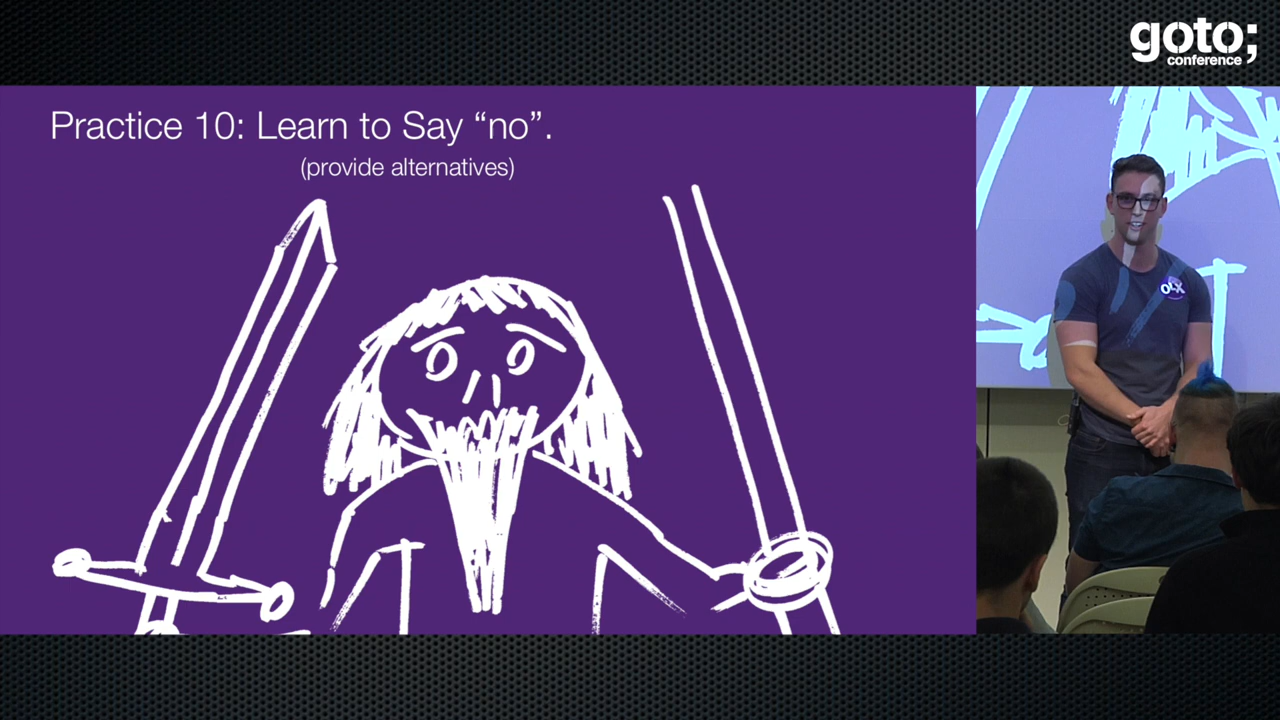 goto;
conference
Practice 10: Learn to Say “no”.
(provide alternatives)
OLX